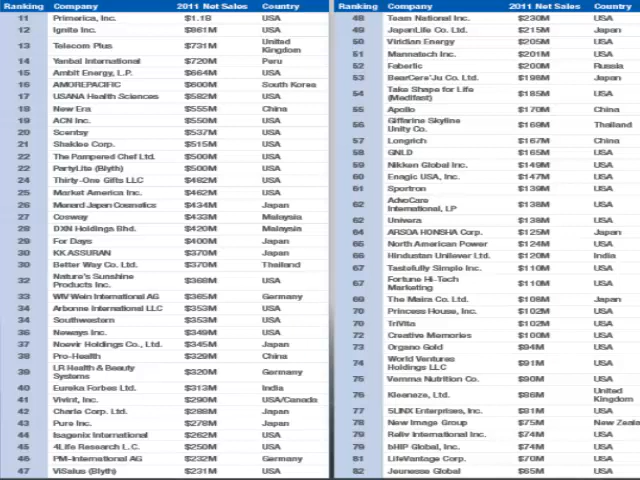 Ranking Company 2011 Net Sales Country
11 Primerica, Inc. $1.1B USA
12 Ignite Inc. $861M USA
13 Telecom Plus $731M United Kingdom
14 Yanbal International $720M Peru
15 Ambit Energy, L.P. $664M USA
16 AMOREPACIFIC $600M South Korea
17 USANA Health Sciences $582M USA
18 New Era $555M China
19 ACN Inc. $550M USA
20 Scentsy $537M USA
21 Shaklee Corp. $515M USA
22 The Pampered Chef Ltd. $500M USA
22 PartyLite (Blyth) $500M USA
24 Thirty-One Gifts LLC $482M USA
25 Market America Inc. $462M USA
26 Menard Japan Cosmetics $434M Japan
27 Cosway $433M Malaysia
28 DXN Holdings Bhd. $420M Malaysia
29 For Days $400M Japan
30 KK ASSURAN $370M Japan
30 Better Way Co. Ltd. $370M Thailand
32 Nature's Sunshine Products Inc. $368M USA
33 WIV Wein International AG $365M Germany
34 Arbonne International LLC $353M USA
34 Southwestern $353M USA
36 Neways Inc. $349M USA
37 Noevir Holdings Co., Ltd. $345M Japan
38 Pro-Health $329M China
39 LR Health & Beauty Systems $320M Germany
40 Eureka Forbes Ltd. $313M India
41 Vivint, Inc. $290M USA/Canada
42 Charle Corp. Ltd. $288M Japan
43 Pure Inc. $278M Japan
44 Isagenix International $262M USA
45 4Life Research L.C. $250M USA
46 PM-International AG $232M Germany
47 ViSalus (Blyth) $231M USA
Ranking Company 2011 Net Sales Country
48 Team National Inc. $230M USA
49 JapanLife Co. Ltd. $215M Japan
50 Viridian Energy $205M USA
51 Mannatech Inc. $201M USA
52 Faberlic $200M Russia
53 BearCere'Ju Co. Ltd. $198M Japan
54 Take Shape for Life (Medifast) $185M USA
55 Apollo $170M China
56 Giffarine Skyline Unity Co. $169M Thailand
57 Longrich $167M China
58 GNLD $165M USA
59 Nikken Global Inc. $149M USA
60 Enagic USA, Inc. $147M USA
61 Sportron $139M USA
62 AdvoCare International, LP $138M USA
62 Univera $138M USA
64 ARSOA HONSHA Corp. $125M Japan
65 North American Power $124M USA
66 Hindustan Unilever Ltd. $120M India
67 Tastefully Simple Inc. $110M USA
67 Fortune Hi-Tech Marketing $110M USA
69 The Maira Co. Ltd. $108M Japan
70 Princess House, Inc. $102M USA
70 TriVita $102M USA
72 Creative Memories $100M USA
73 Organo Gold $94M USA
74 World Ventures Holdings LLC $91M USA
75 Vemma Nutrition Co. $90M USA
76 Kleeneze, Ltd. $86M United Kingdom
77 5LINX Enterprises, Inc. $81M USA
78 New Image Group $75M New Zeala
79 Reliv International Inc. $74M USA
79 bHIP Global, Inc. $74M USA
81 LifeVantage Corp. $70M USA
82 Jeunesse Global $65M USA